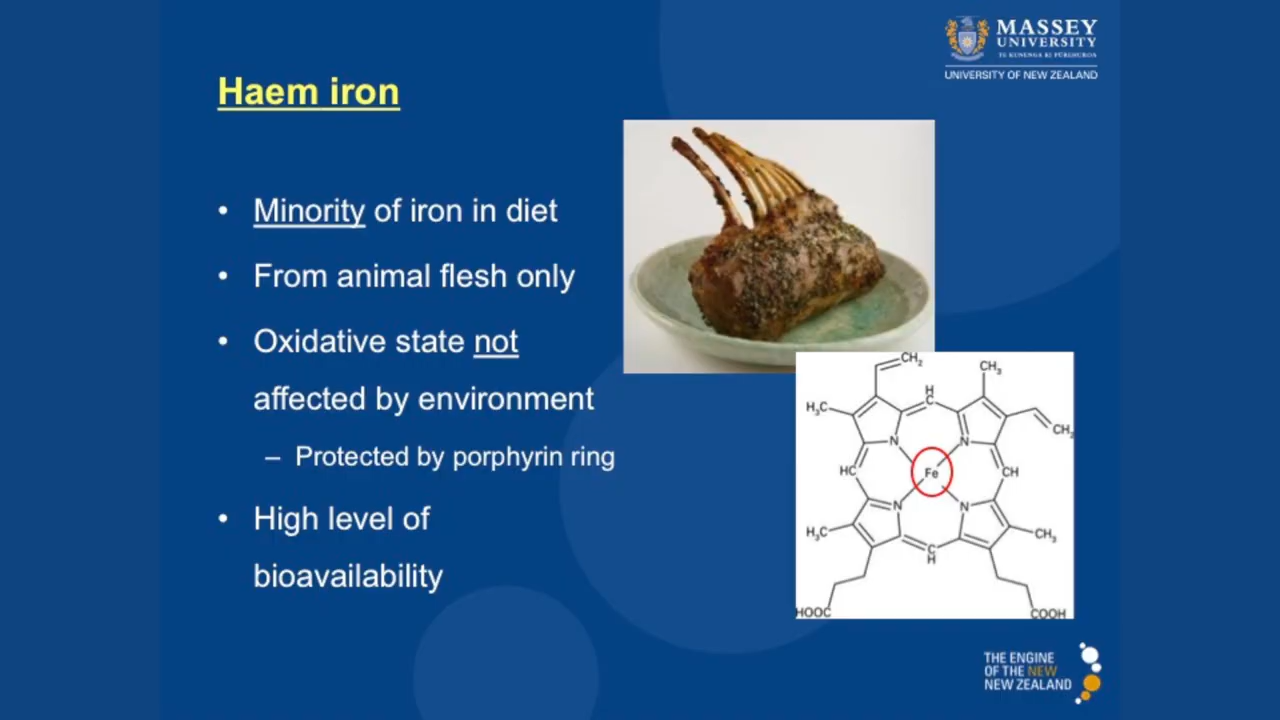 MASSEY
UNIVERSITY
TE KUNENGA KI PŪREHUROA
UNIVERSITY OF NEW ZEALAND
Haem iron
• Minority of iron in diet
• From animal flesh only
• Oxidative state not
affected by environment
– Protected by porphyrin ring
• High level of
bioavailability
CH₂
CH₃
H₃C
H
C
CH₂
N
N
HC
Fe
CH
N
N
H₃C
CH₃
C
H
HOOC
COOH
THE ENGINE
OF THE NEW
NEW ZEALAND